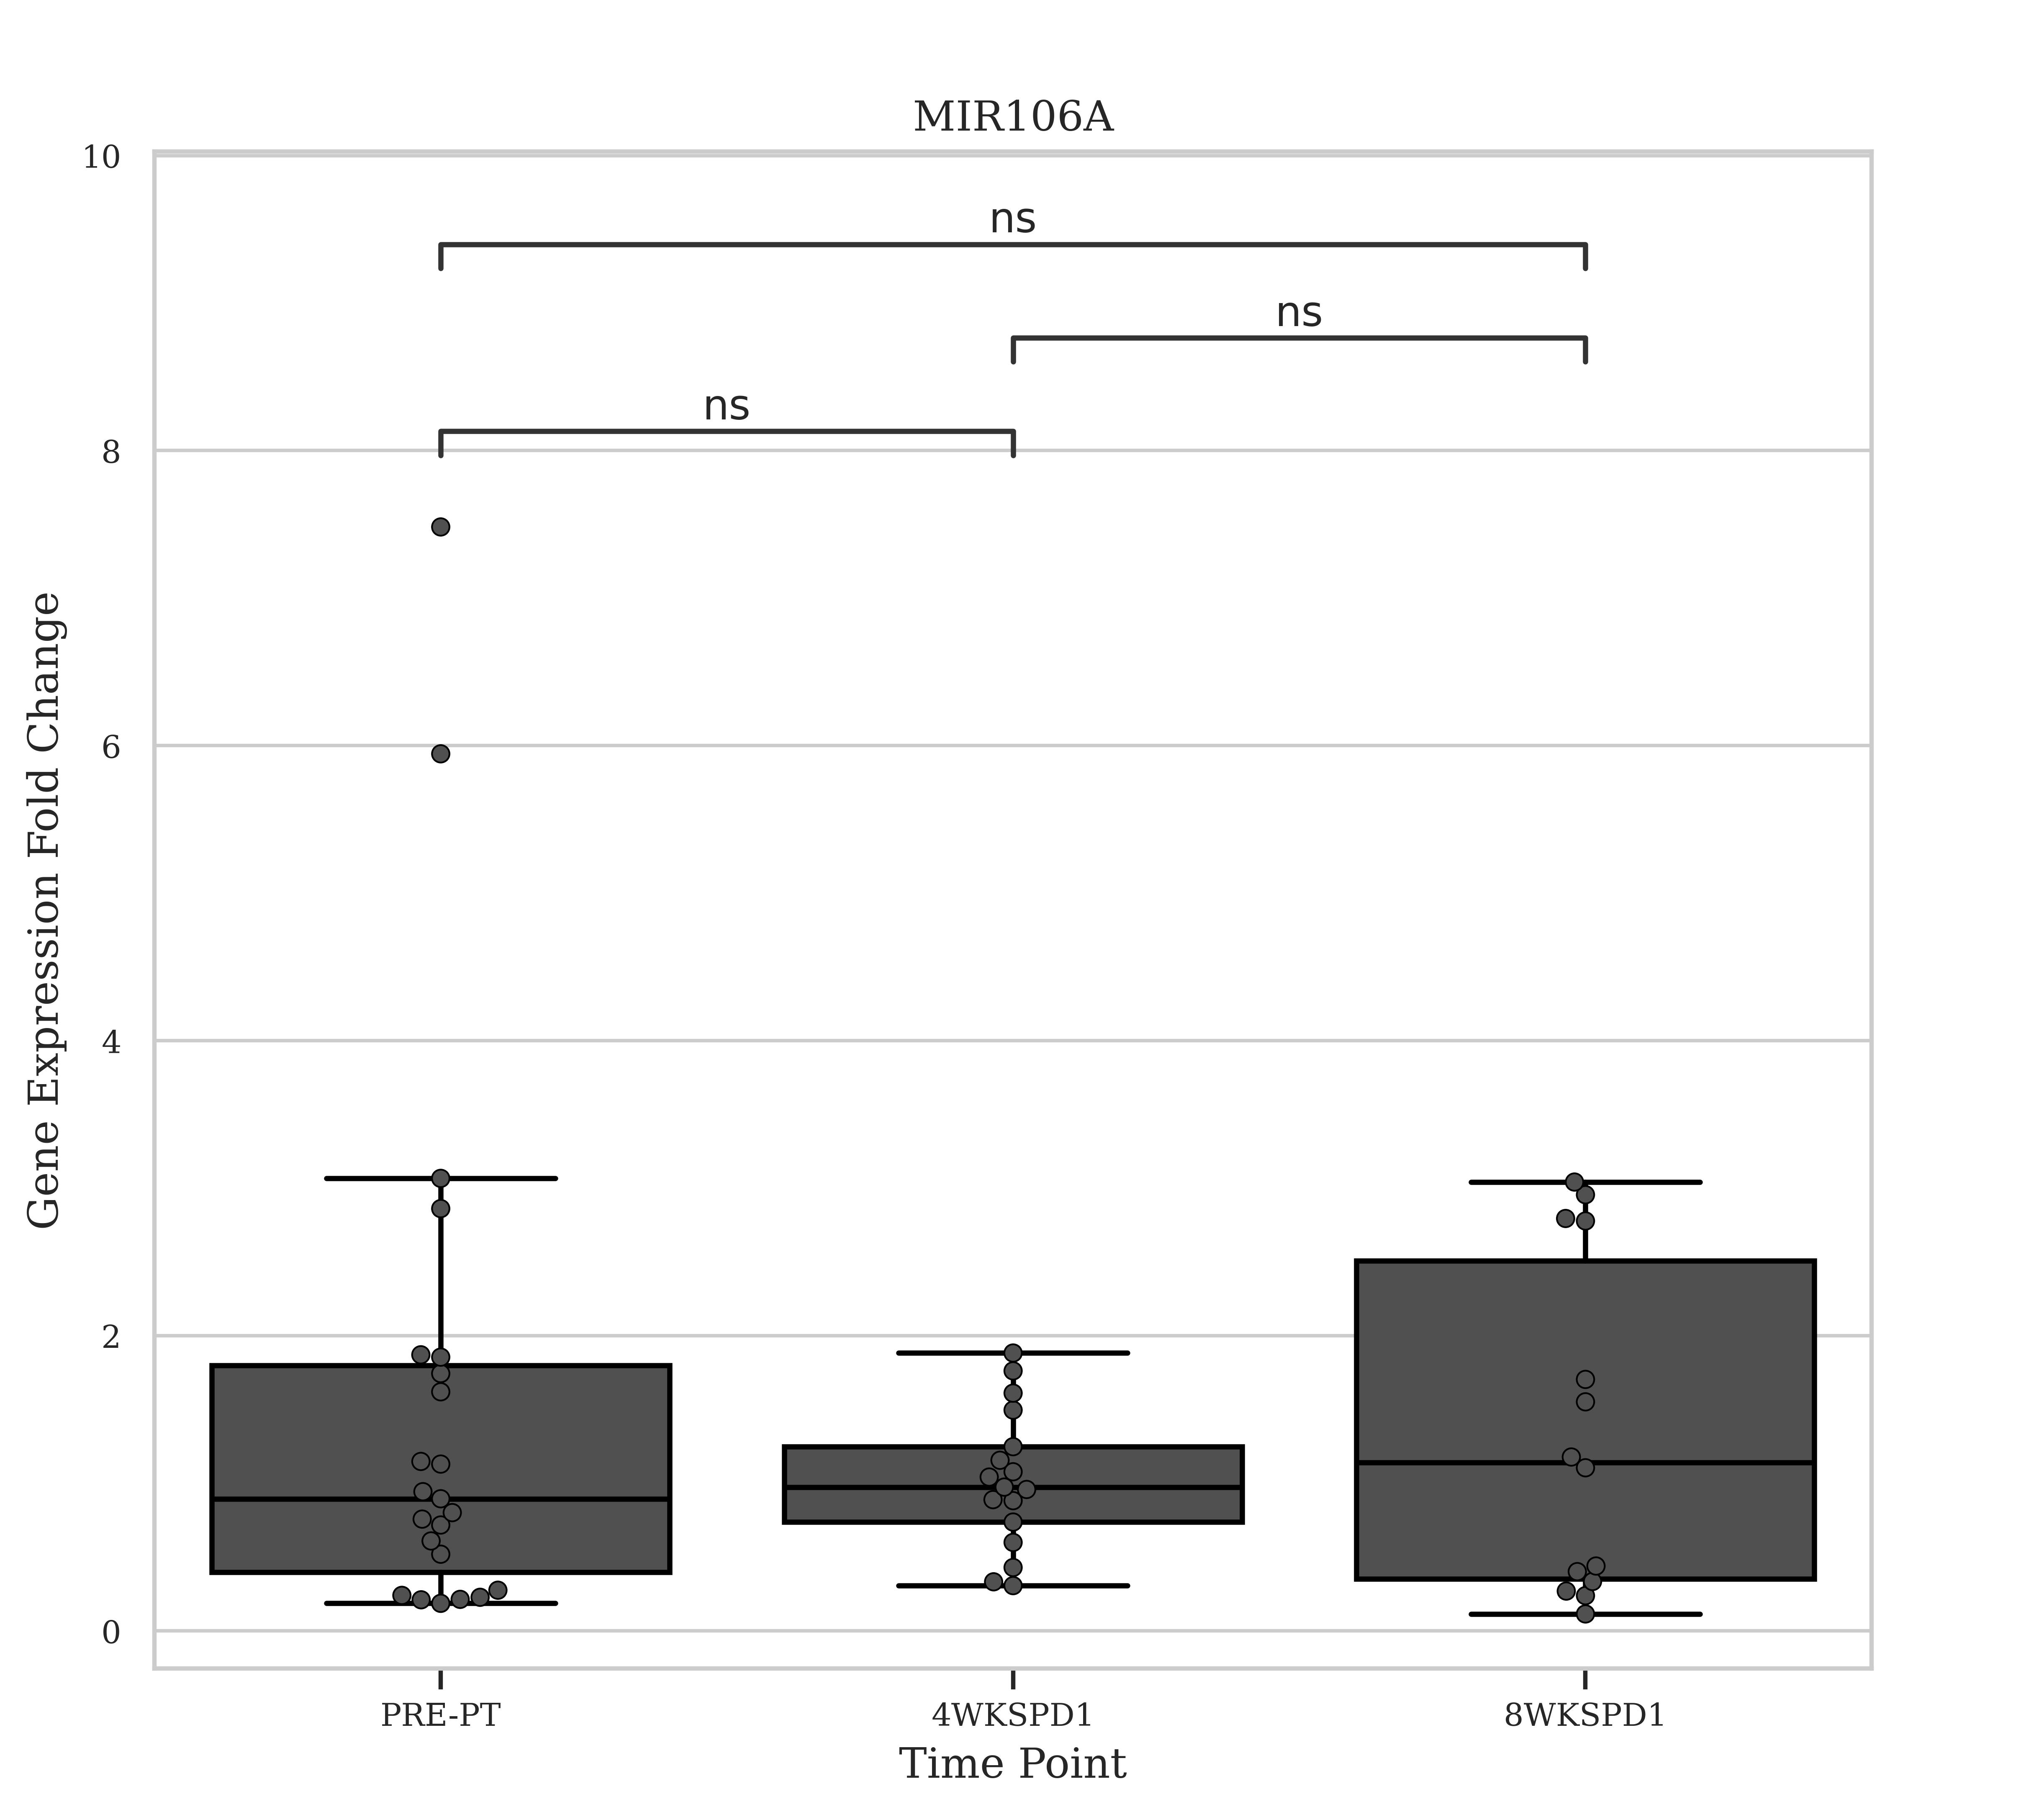 MIR106A
10
ns
ns
ns
8
6
4
2
0
Gene Expression Fold Change
PRE-PT
4WKSPD1
8WKSPD1
Time Point